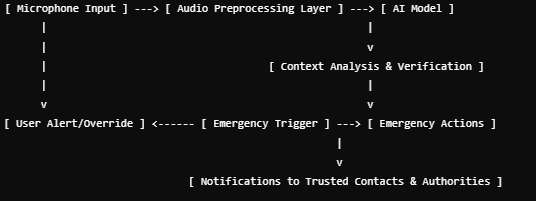 [ Microphone Input ] ---> [ Audio Preprocessing Layer ] ---> [ AI Model ]
| |
| v
| [ Context Analysis & Verification ]
| |
v v
[ User Alert/Override ] <------ [ Emergency Trigger ] ---> [ Emergency Actions ]
|
v
[ Notifications to Trusted Contacts & Authorities ]